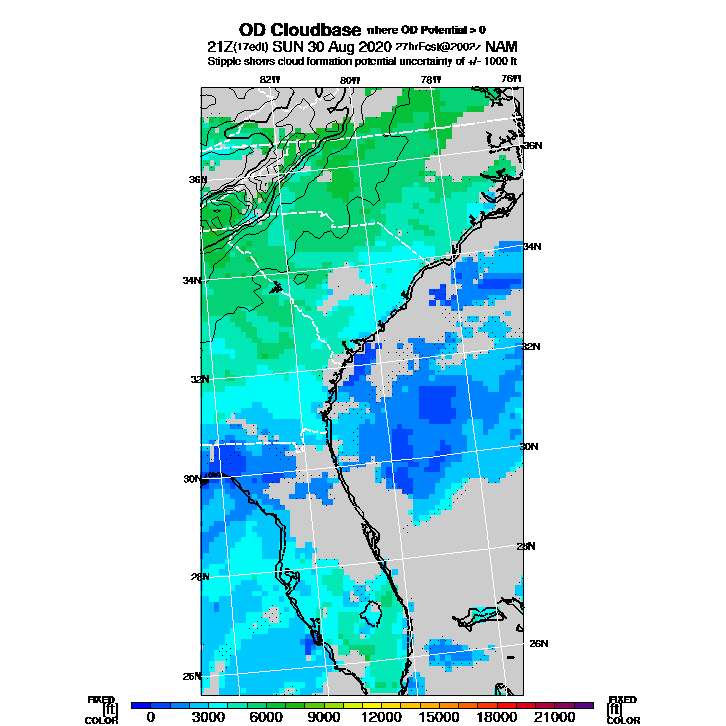 OD Cloudbase where OD Potential > 0
21Z(17edt) SUN 30 Aug 2020 27hrFcst@2002z NAM
Stipple shows cloud formation potential uncertainty of +/- 1000 ft
82W 80W 78W 76W
36N
36N
34N
34N
32N
32N
30N
30N
28N
28N
26N
26N
FIXED FIXED
[ft] [ft]
COLOR COLOR
0 3000 6000 9000 12000 15000 18000 21000